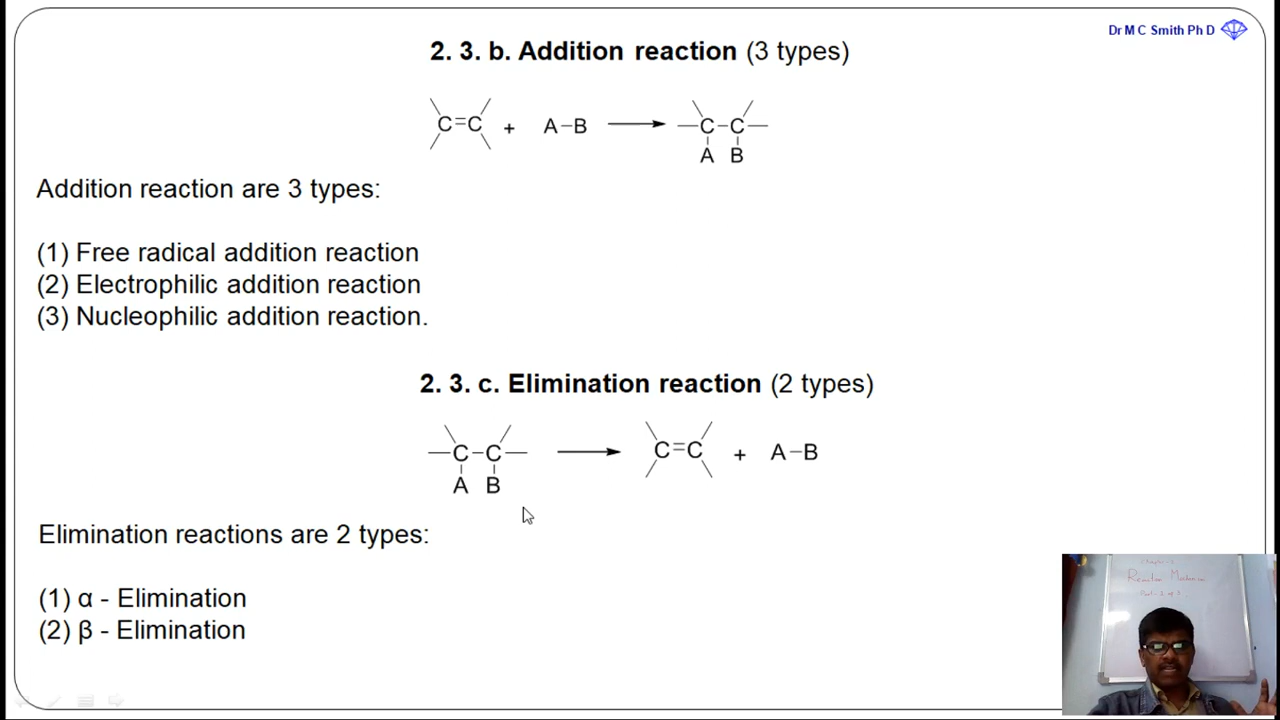 Dr M C Smith Ph D
2. 3. b. Addition reaction (3 types)
C=C + A–B → –C–C–
A B
Addition reaction are 3 types:
(1) Free radical addition reaction
(2) Electrophilic addition reaction
(3) Nucleophilic addition reaction.
2. 3. c. Elimination reaction (2 types)
–C–C– → C=C + A–B
A B
Elimination reactions are 2 types:
(1) α - Elimination
(2) β - Elimination
Reaction